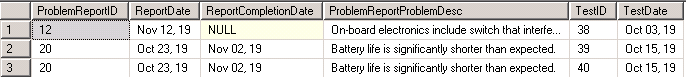 ProblemReportID ReportDate ReportCompletionDate ProblemReportProblemDesc TestID TestDate
1 12 Nov 12, 19 NULL On-board electronics include switch that interfe... 38 Oct 03, 19
2 20 Oct 23, 19 Nov 02, 19 Battery life is significantly shorter than expected. 39 Oct 15, 19
3 20 Oct 23, 19 Nov 02, 19 Battery life is significantly shorter than expected. 40 Oct 15, 19